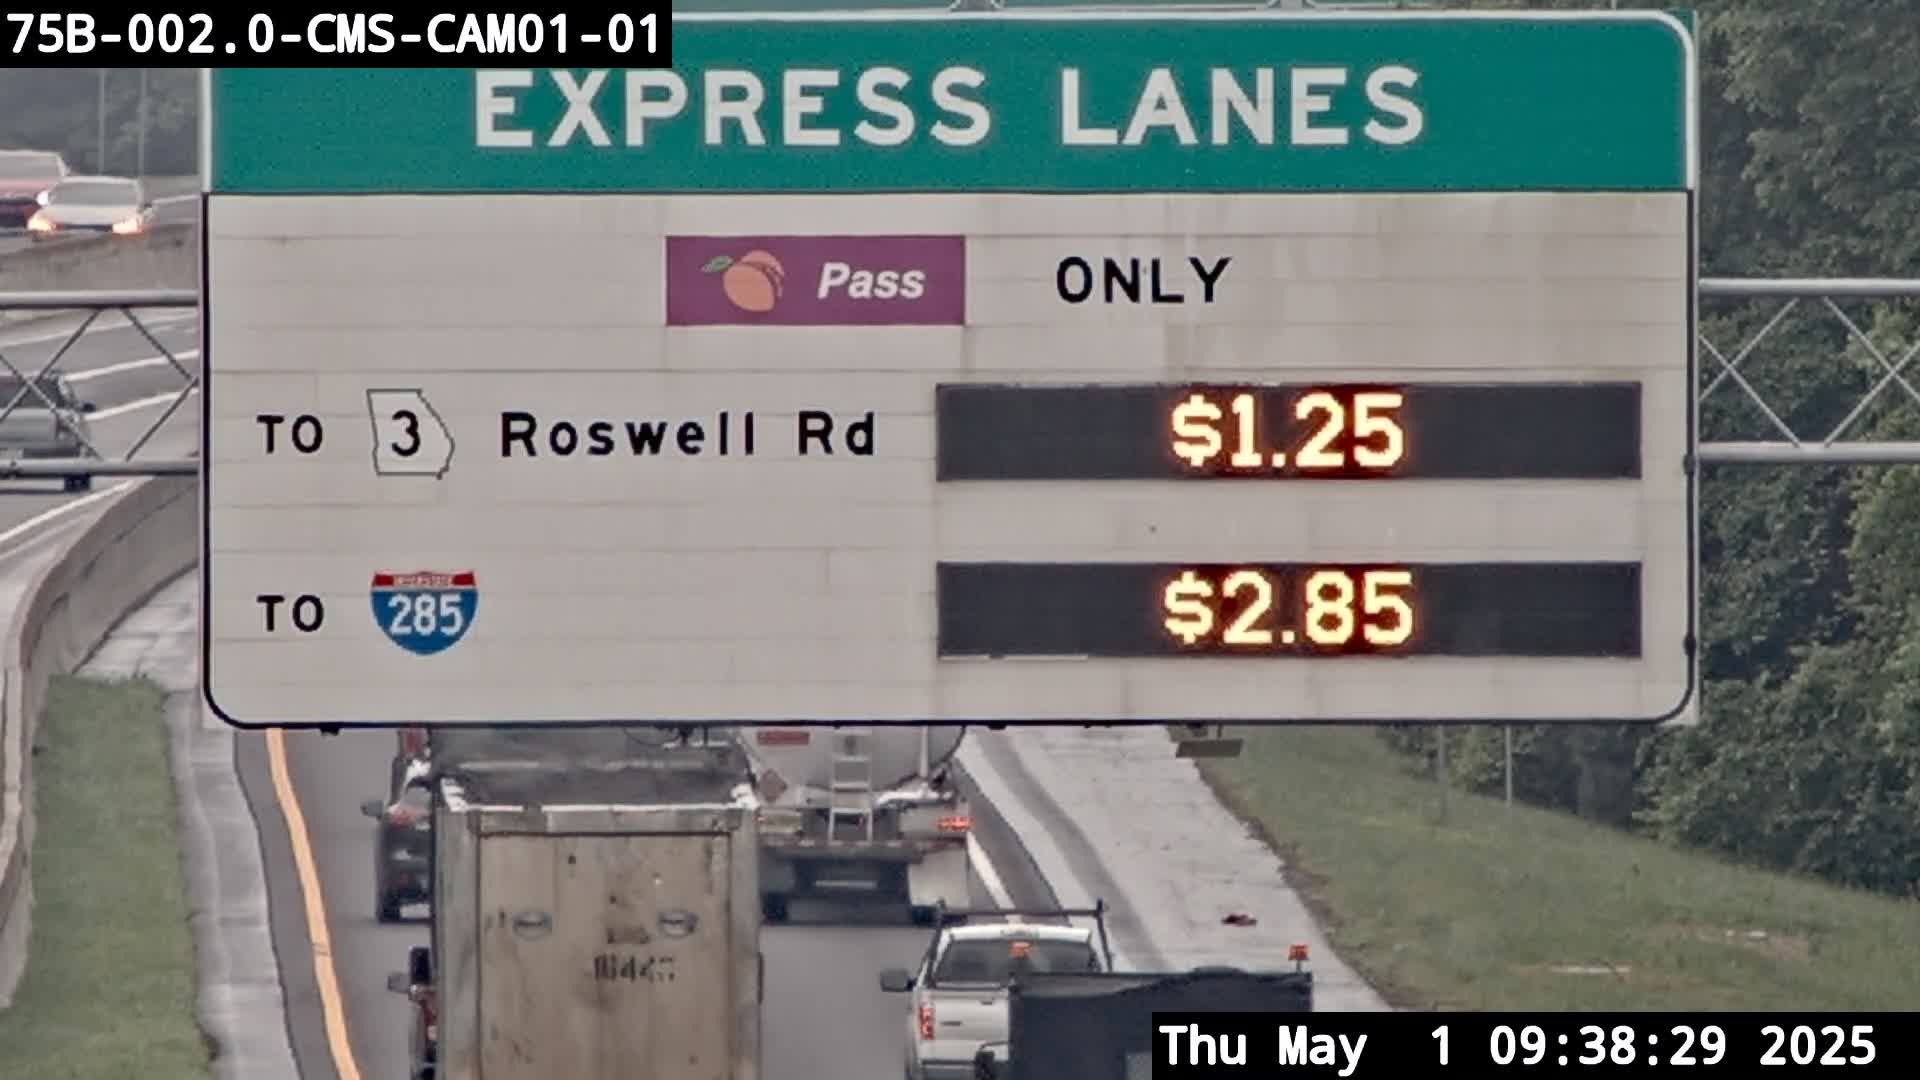 75B-002.0-CMS-CAM01-01
EXPRESS LANES
Pass ONLY
TO 3 Roswell Rd $1.25
TO INTERSTATE 285 $2.85
Thu May 1 09:38:29 2025